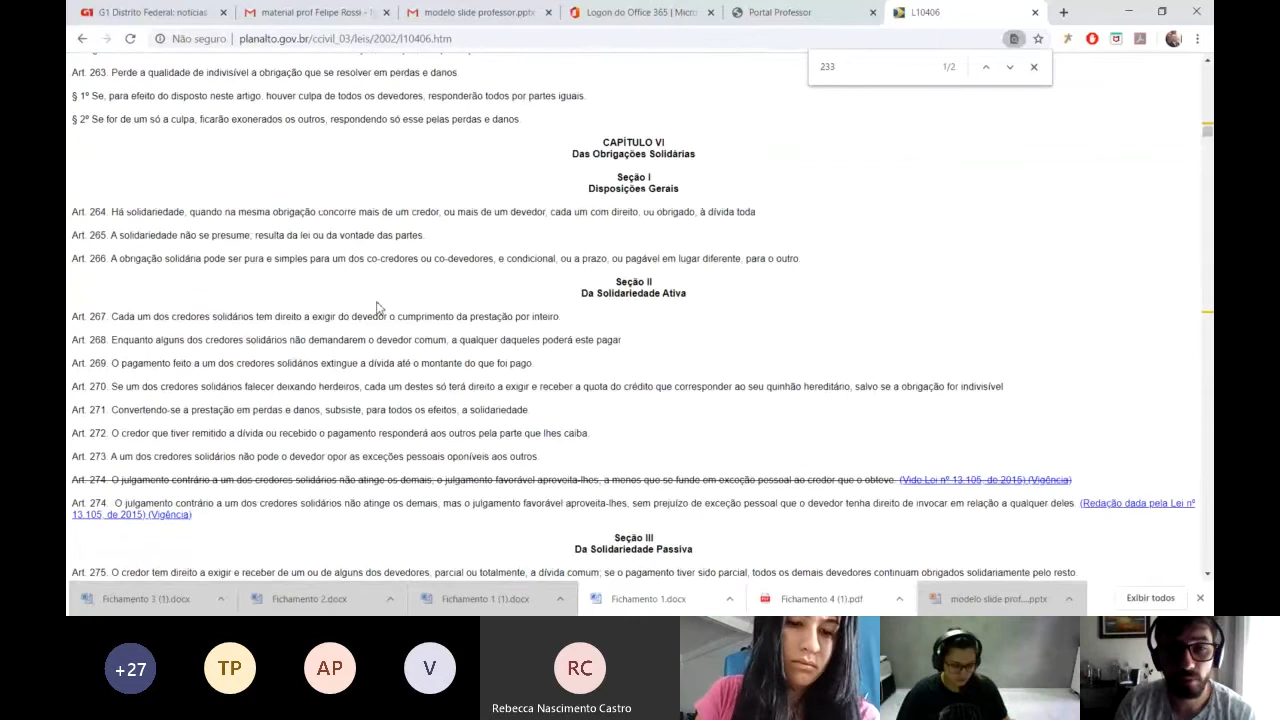 G1 Distrito Federal: notícias
material prof Felipe Rossi -
modelo slide professor.pptx
Logon do Office 365 | Micro
Portal Professor
L10406
Não seguro | planalto.gov.br/ccivil_03/leis/2002/l10406.htm
233
1/2
Art. 263. Perde a qualidade de indivisível a obrigação que se resolver em perdas e danos.
§ 1º Se, para efeito do disposto neste artigo, houver culpa de todos os devedores, responderão todos por partes iguais.
§ 2º Se for de um só a culpa, ficarão exonerados os outros, respondendo só esse pelas perdas e danos.
CAPÍTULO VI
Das Obrigações Solidárias
Seção I
Disposições Gerais
Art. 264. Há solidariedade, quando na mesma obrigação concorre mais de um credor, ou mais de um devedor, cada um com direito, ou obrigado, à dívida toda
Art. 265. A solidariedade não se presume; resulta da lei ou da vontade das partes.
Art. 266. A obrigação solidária pode ser pura e simples para um dos co-credores ou co-devedores, e condicional, ou a prazo, ou pagável em lugar diferente, para o outro.
Seção II
Da Solidariedade Ativa
Art. 267. Cada um dos credores solidários tem direito a exigir do devedor o cumprimento da prestação por inteiro.
Art. 268. Enquanto alguns dos credores solidários não demandarem o devedor comum, a qualquer daqueles poderá este pagar
Art. 269. O pagamento feito a um dos credores solidários extingue a dívida até o montante do que foi pago.
Art. 270. Se um dos credores solidários falecer deixando herdeiros, cada um destes só terá direito a exigir e receber a quota do crédito que corresponder ao seu quinhão hereditário, salvo se a obrigação for indivisível
Art. 271. Convertendo-se a prestação em perdas e danos, subsiste, para todos os efeitos, a solidariedade.
Art. 272. O credor que tiver remitido a dívida ou recebido o pagamento responderá aos outros pela parte que lhes caiba.
Art. 273. A um dos credores solidários não pode o devedor opor as exceções pessoais oponíveis aos outros.
Art. 274. O julgamento contrário a um dos credores solidários não atinge os demais; o julgamento favorável aproveita-lhes, a menos que se funde em exceção pessoal ao credor que o obteve. (Vide Lei nº 13.105, de 2015) (Vigência)
Art. 274. O julgamento contrário a um dos credores solidários não atinge os demais, mas o julgamento favorável aproveita-lhes, sem prejuízo de exceção pessoal que o devedor tenha direito de invocar em relação a qualquer deles. (Redação dada pela Lei nº
13.105, de 2015) (Vigência)
Seção III
Da Solidariedade Passiva
Art. 275. O credor tem direito a exigir e receber de um ou de alguns dos devedores, parcial ou totalmente, a dívida comum; se o pagamento tiver sido parcial, todos os demais devedores continuam obrigados solidariamente pelo resto
Fichamento 3 (1).docx
Fichamento 2.docx
Fichamento 1 (1).docx
Fichamento 1.docx
Fichamento 4 (1).pdf
modelo slide prof....pptx
Exibir todos
+27
TP
AP
V
RC
Rebecca Nascimento Castro